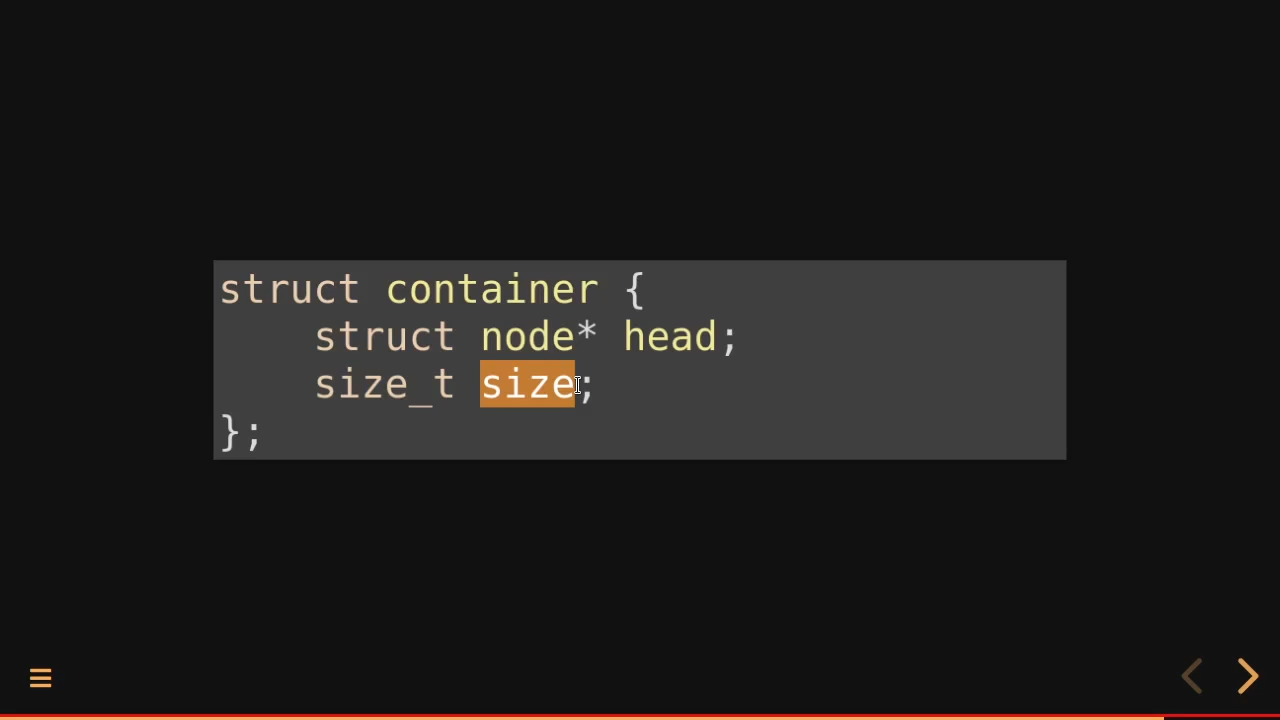 struct container {
    struct node* head;
    size_t size;
};